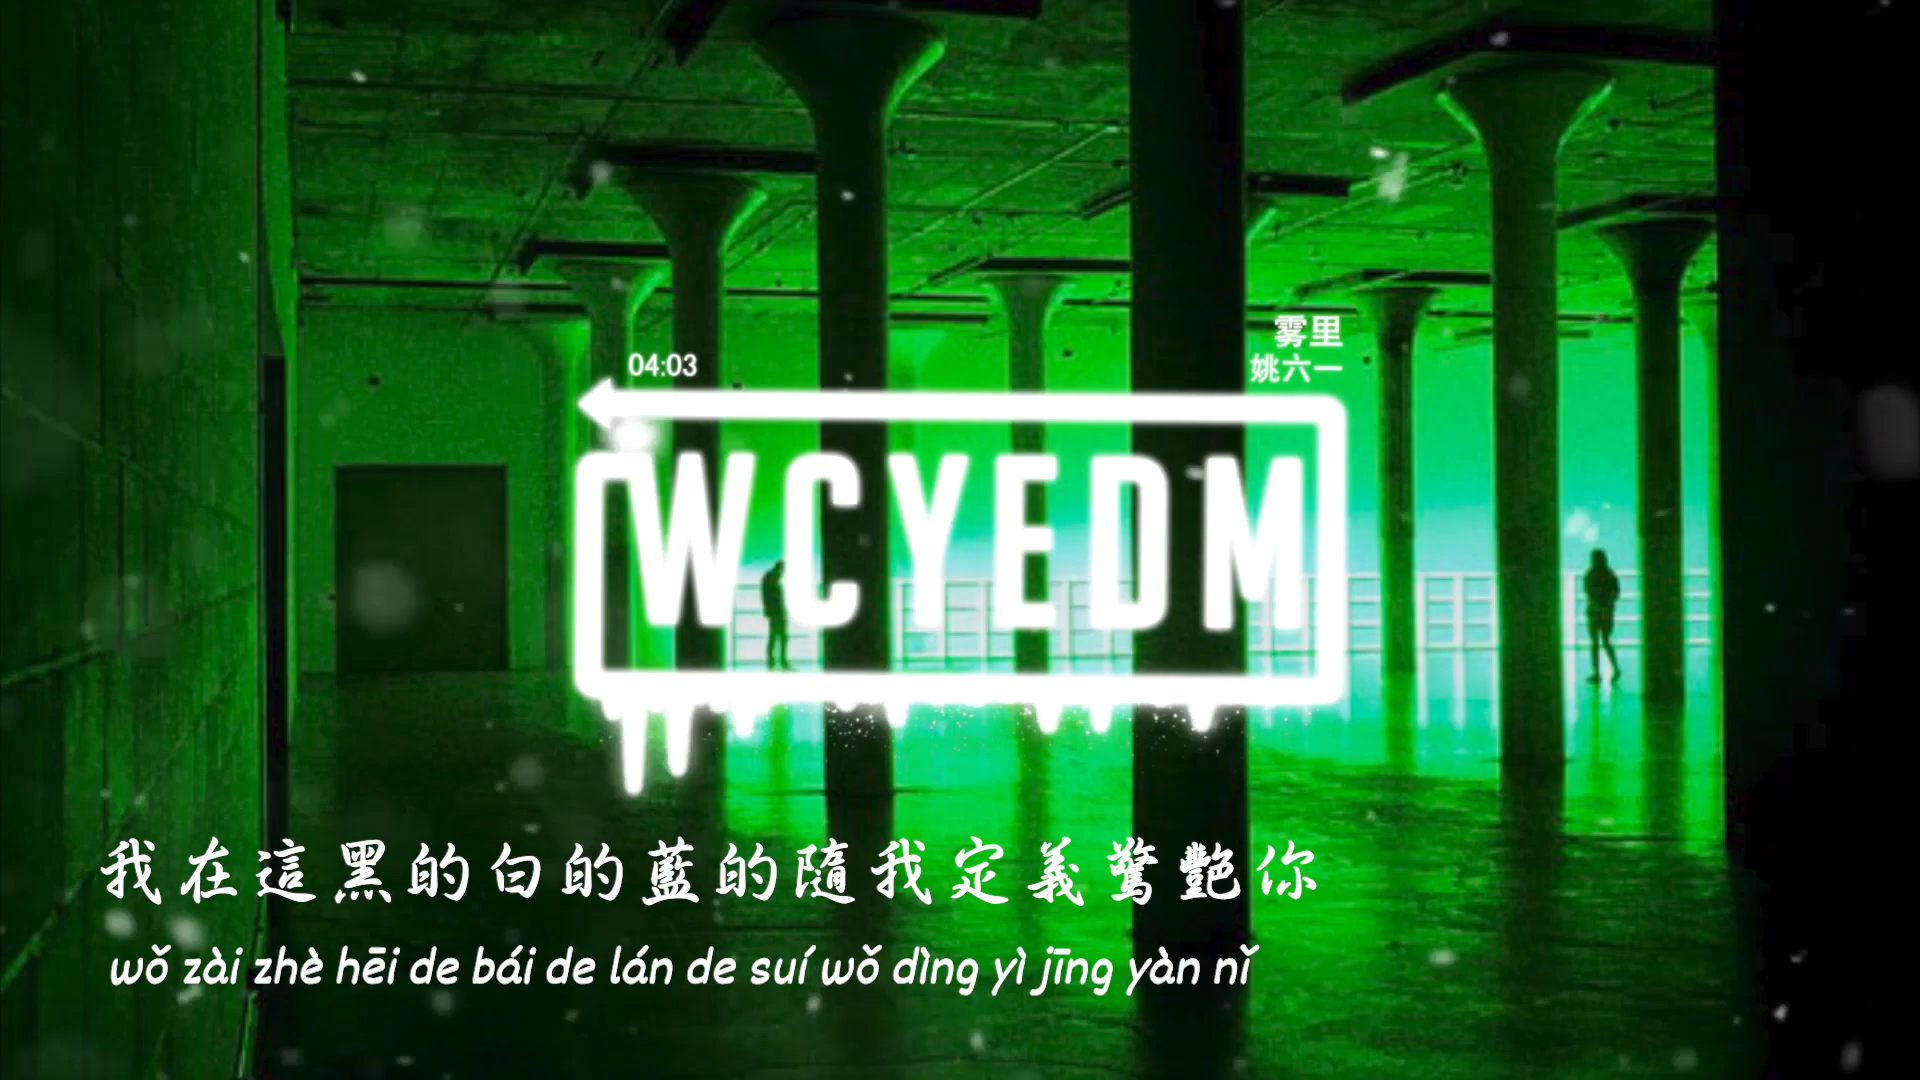 04:03
雾里
姚六一
WCYEDM
我在這黑的白的藍的隨我定義驚艷你
wǒ zài zhè hēi de bái de lán de suí wǒ dìng yì jīng yàn nǐ